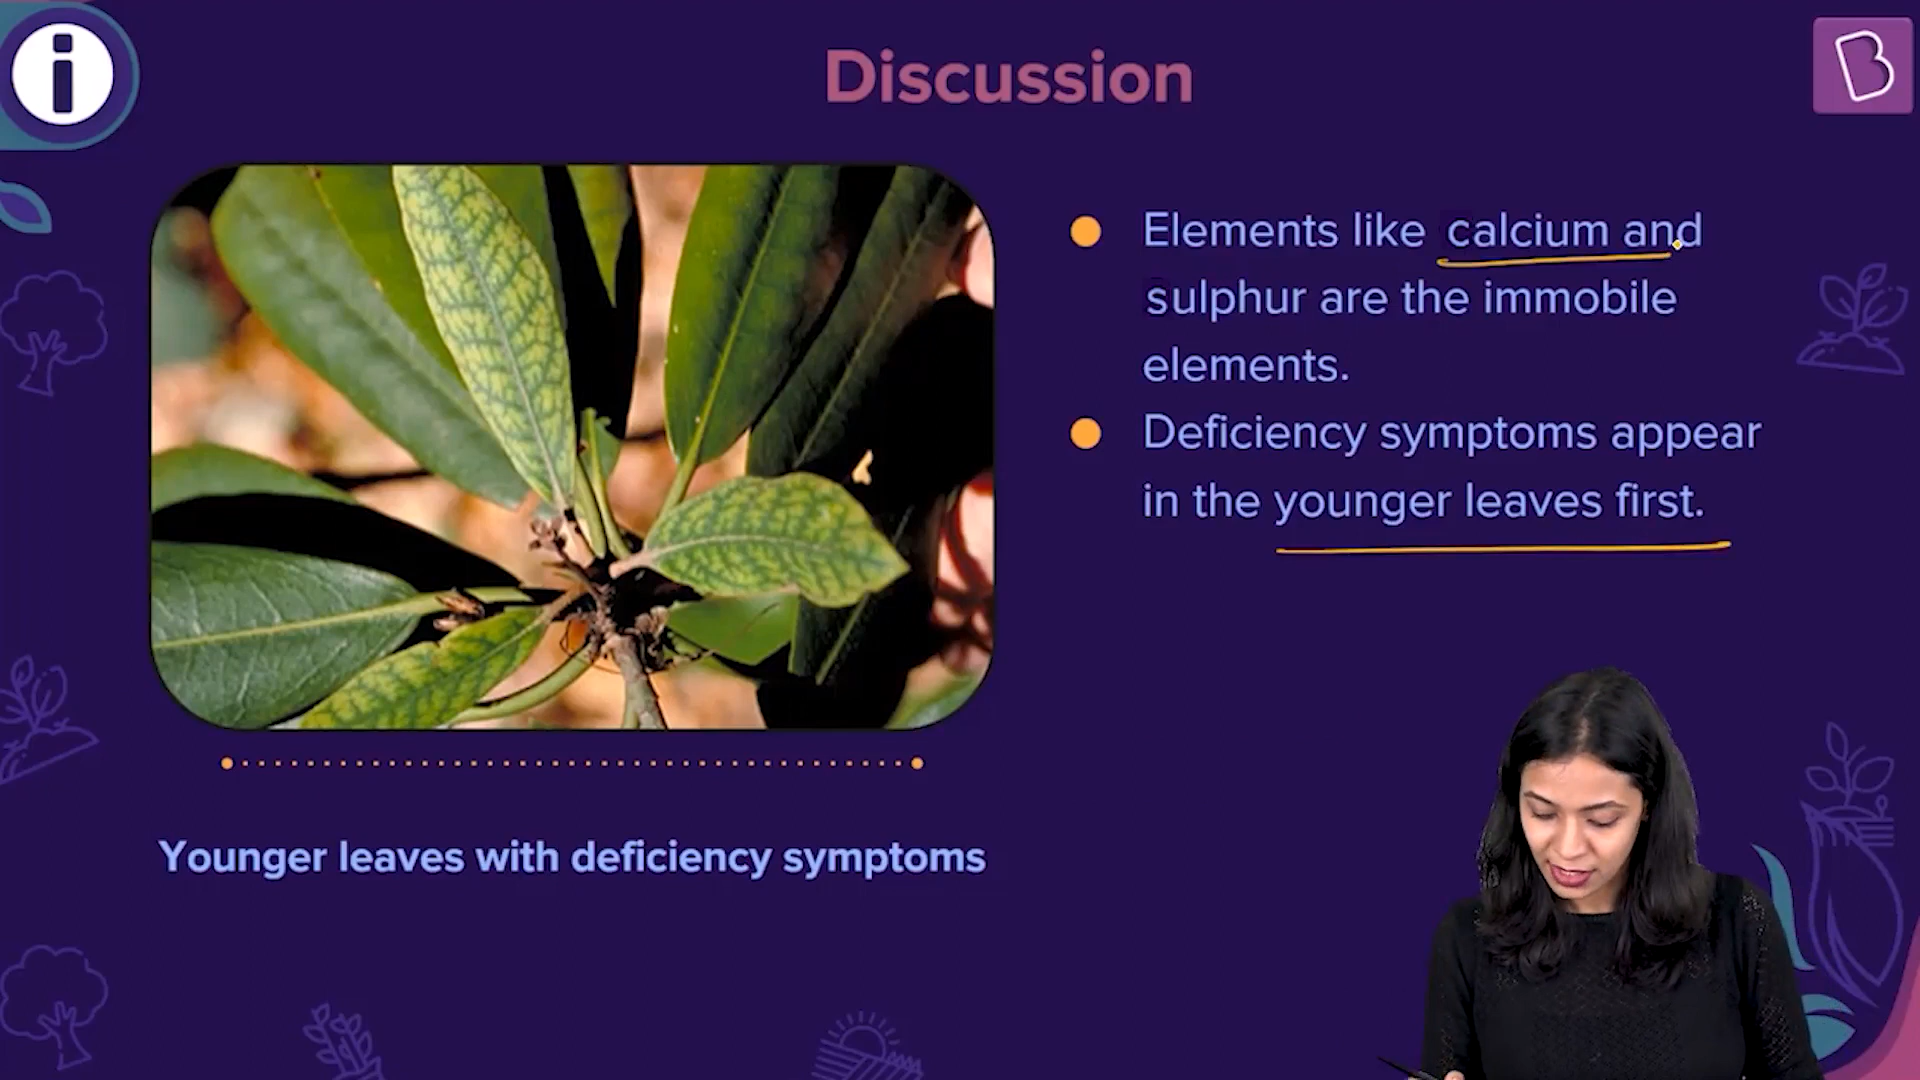 Discussion
Elements like calcium and
sulphur are the immobile
elements.
Deficiency symptoms appear
in the younger leaves first.
Younger leaves with deficiency symptoms